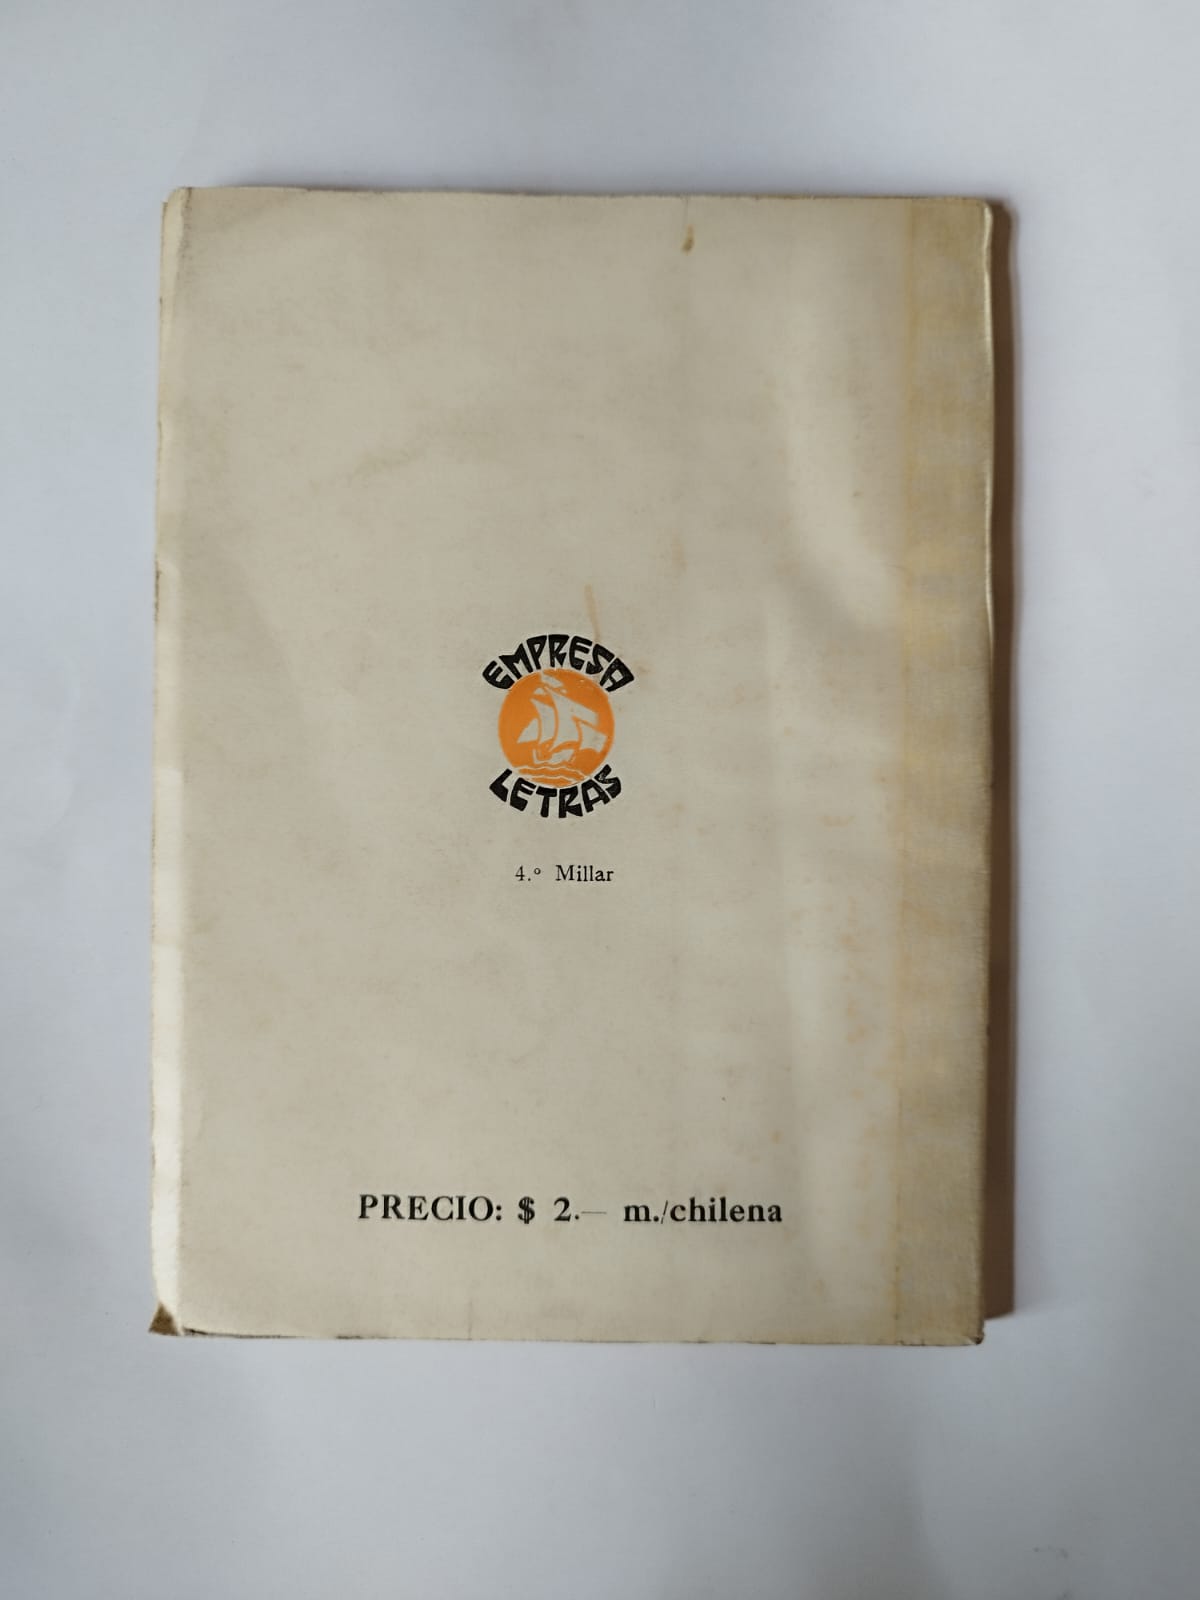 EMPRESA
LETRAS
4.º Millar
PRECIO: $ 2.— m./chilena